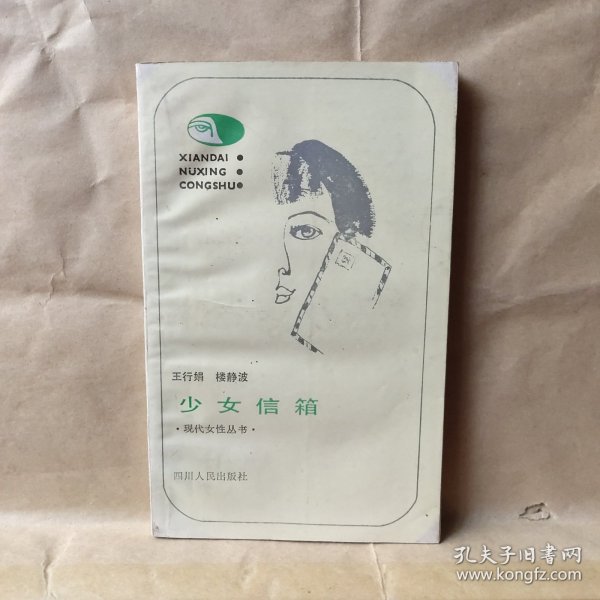 XIANDAI •
NÜXING •
CONGSHU •
王行娟 楼静波
少女信箱
·现代女性丛书·
四川人民出版社
孔夫子旧书网
www.kongfz.com